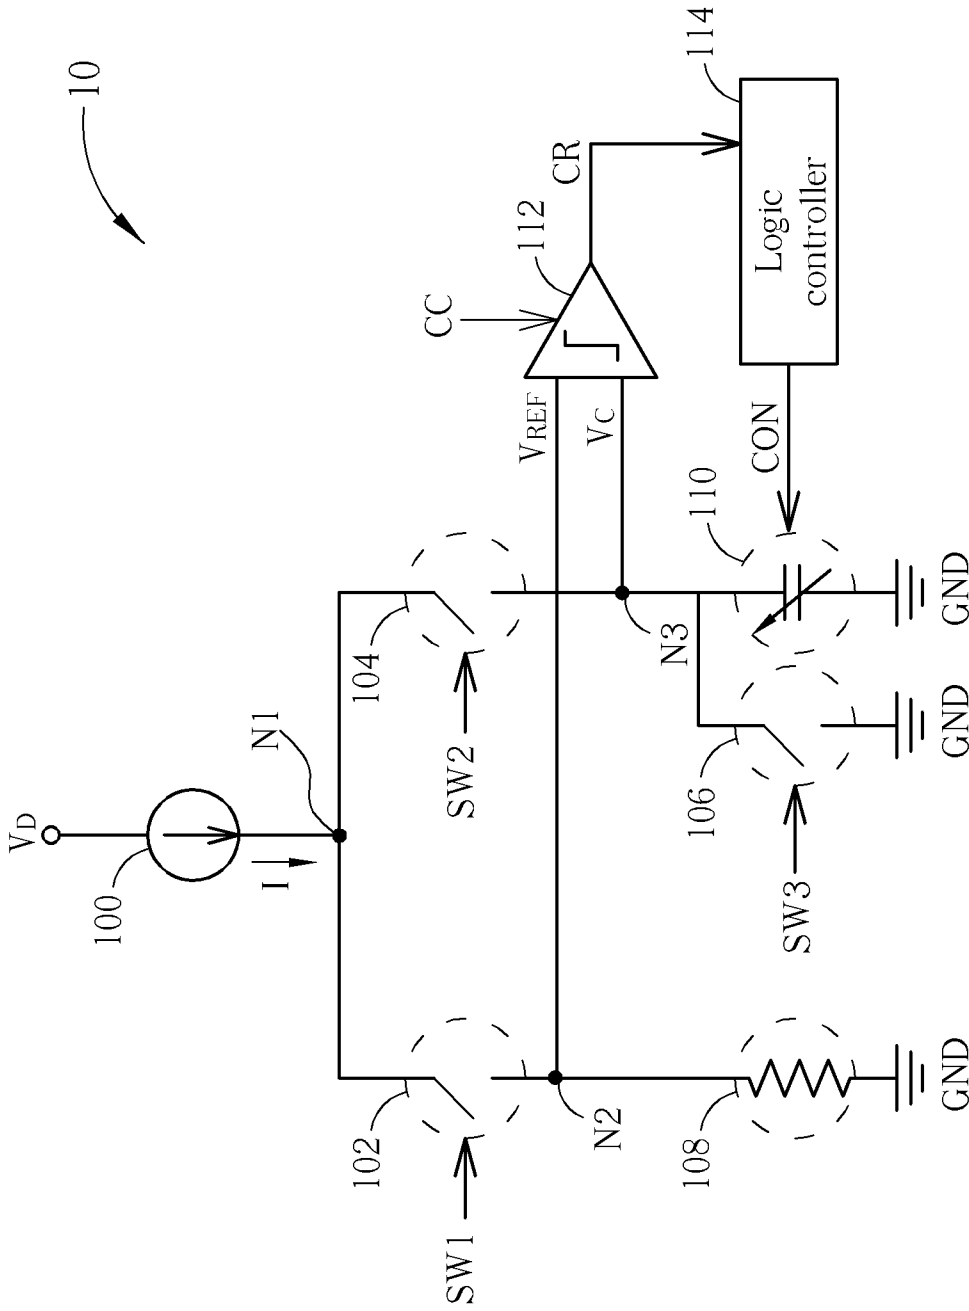 10
VD
100
I
N1
102
SW1
104
SW2
N2
VREF
VC
CC
112
CR
N3
106
SW3
108
110
CON
Logic
controller
114
GND
GND
GND